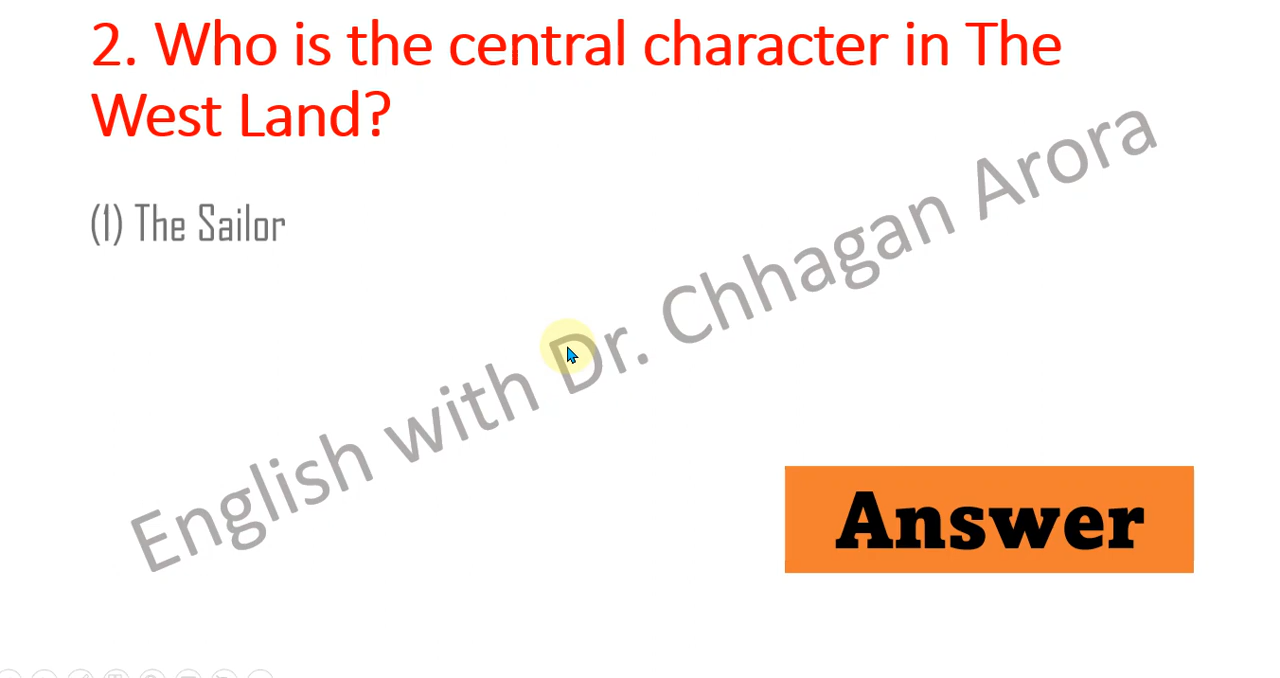 2. Who is the central character in The
West Land?
(1) The Sailor
English with Dr. Chhagan Arora
Answer